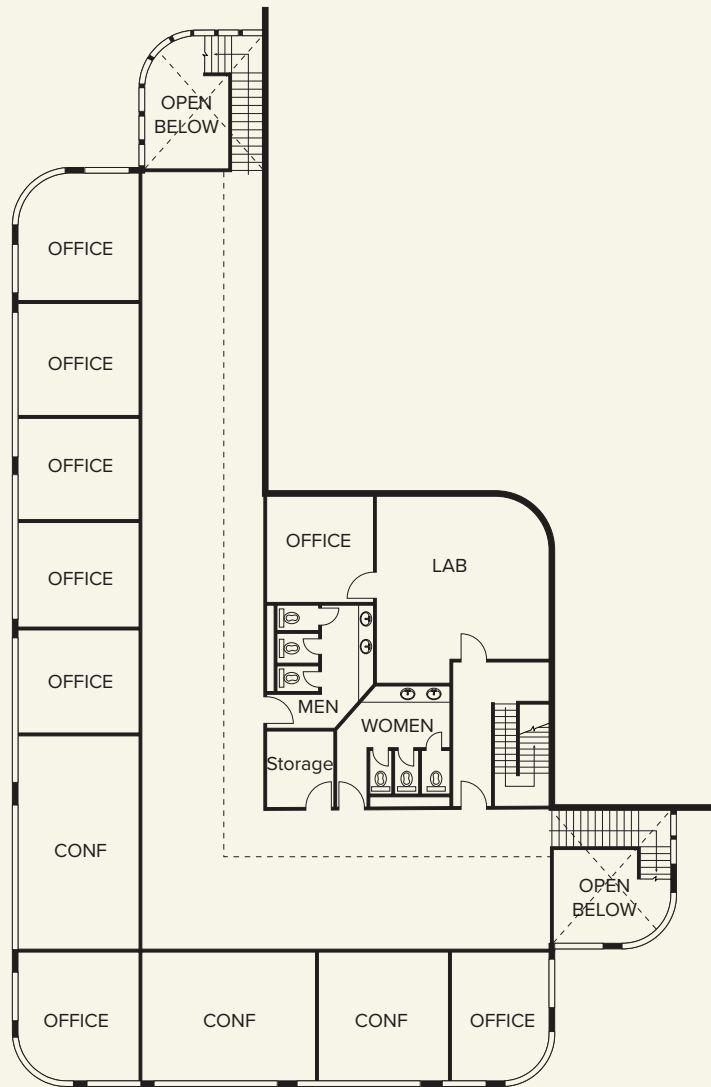 OPEN
BELOW
OFFICE
OFFICE
OFFICE
OFFICE
LAB
OFFICE
OFFICE
MEN
WOMEN
Storage
CONF
OPEN
BELOW
OFFICE
CONF
CONF
OFFICE